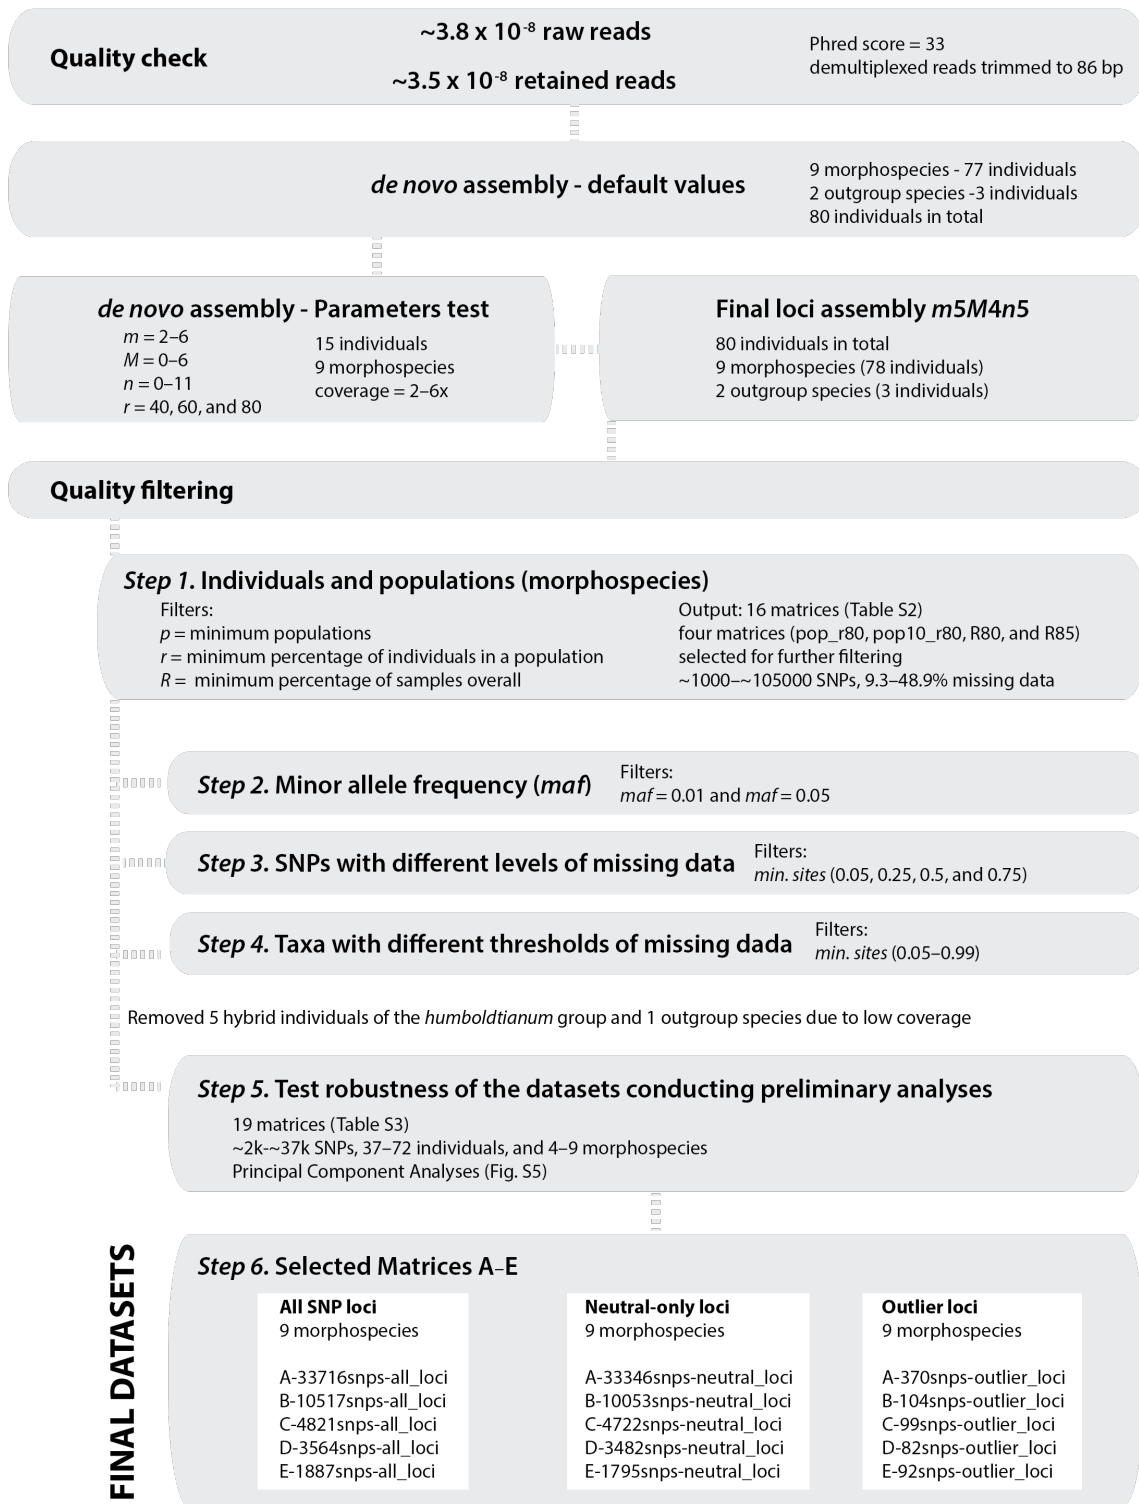 Quality check
~3.8 x 10⁻⁸ raw reads
~3.5 x 10⁻⁸ retained reads
Phred score = 33
demultiplexed reads trimmed to 86 bp
de novo assembly - default values
9 morphospecies - 77 individuals
2 outgroup species -3 individuals
80 individuals in total
de novo assembly - Parameters test
m = 2–6
M = 0–6
n = 0–11
r = 40, 60, and 80
15 individuals
9 morphospecies
coverage = 2–6x
Final loci assembly m5M4n5
80 individuals in total
9 morphospecies (78 individuals)
2 outgroup species (3 individuals)
Quality filtering
Step 1. Individuals and populations (morphospecies)
Filters:
p = minimum populations
r = minimum percentage of individuals in a population
R = minimum percentage of samples overall
Output: 16 matrices (Table S2)
four matrices (pop_r80, pop10_r80, R80, and R85)
selected for further filtering
~1000–~105000 SNPs, 9.3–48.9% missing data
Step 2. Minor allele frequency (maf)
Filters:
maf = 0.01 and maf = 0.05
Step 3. SNPs with different levels of missing data
Filters:
min. sites (0.05, 0.25, 0.5, and 0.75)
Step 4. Taxa with different thresholds of missing dada
Filters:
min. sites (0.05–0.99)
Removed 5 hybrid individuals of the humboldtianum group and 1 outgroup species due to low coverage
Step 5. Test robustness of the datasets conducting preliminary analyses
19 matrices (Table S3)
~2k-~37k SNPs, 37–72 individuals, and 4–9 morphospecies
Principal Component Analyses (Fig. S5)
FINAL DATASETS
Step 6. Selected Matrices A–E
All SNP loci
9 morphospecies
A-33716snps-all_loci
B-10517snps-all_loci
C-4821snps-all_loci
D-3564snps-all_loci
E-1887snps-all_loci
Neutral-only loci
9 morphospecies
A-33346snps-neutral_loci
B-10053snps-neutral_loci
C-4722snps-neutral_loci
D-3482snps-neutral_loci
E-1795snps-neutral_loci
Outlier loci
9 morphospecies
A-370snps-outlier_loci
B-104snps-outlier_loci
C-99snps-outlier_loci
D-82snps-outlier_loci
E-92snps-outlier_loci